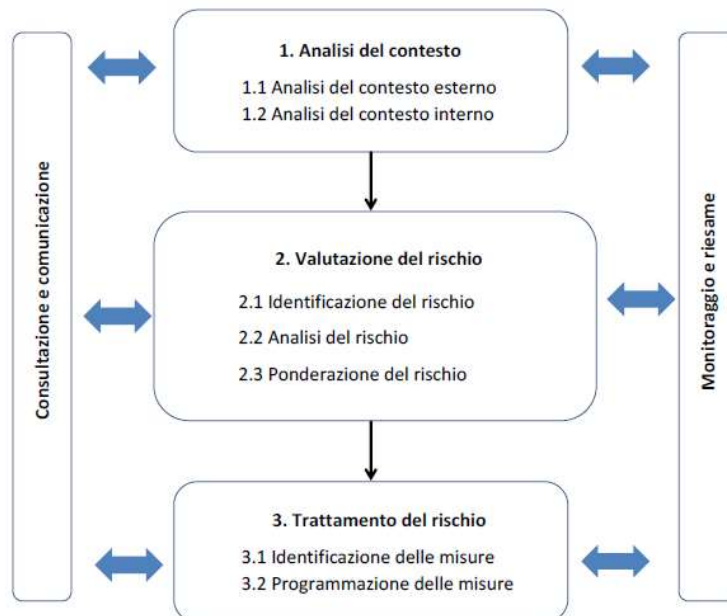 Consultazione e comunicazione
1. Analisi del contesto
1.1 Analisi del contesto esterno
1.2 Analisi del contesto interno
2. Valutazione del rischio
2.1 Identificazione del rischio
2.2 Analisi del rischio
2.3 Ponderazione del rischio
3. Trattamento del rischio
3.1 Identificazione delle misure
3.2 Programmazione delle misure
Monitoraggio e riesame